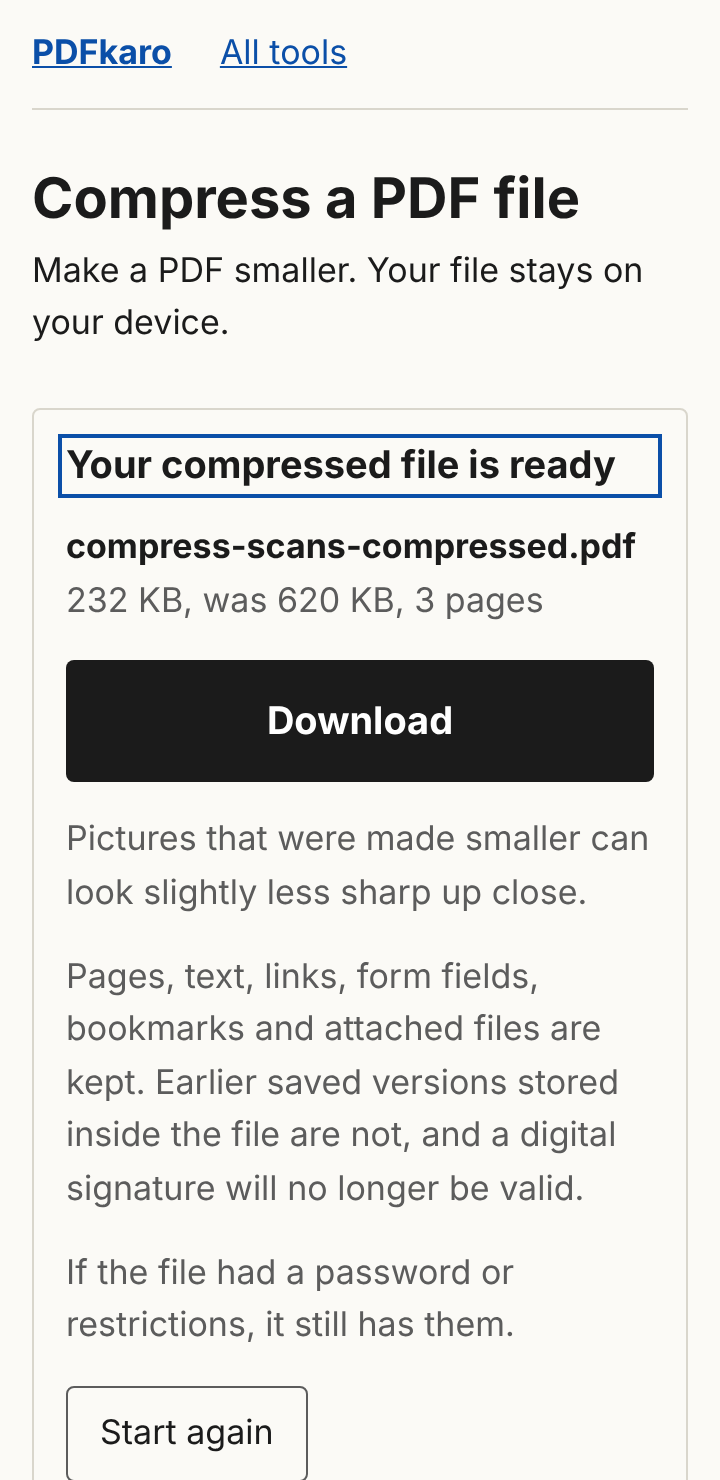 PDFkaro All tools
Compress a PDF file
Make a PDF smaller. Your file stays on
your device.
Your compressed file is ready
compress-scans-compressed.pdf
232 KB, was 620 KB, 3 pages
Download
Pictures that were made smaller can
look slightly less sharp up close.
Pages, text, links, form fields,
bookmarks and attached files are
kept. Earlier saved versions stored
inside the file are not, and a digital
signature will no longer be valid.
If the file had a password or
restrictions, it still has them.
Start again